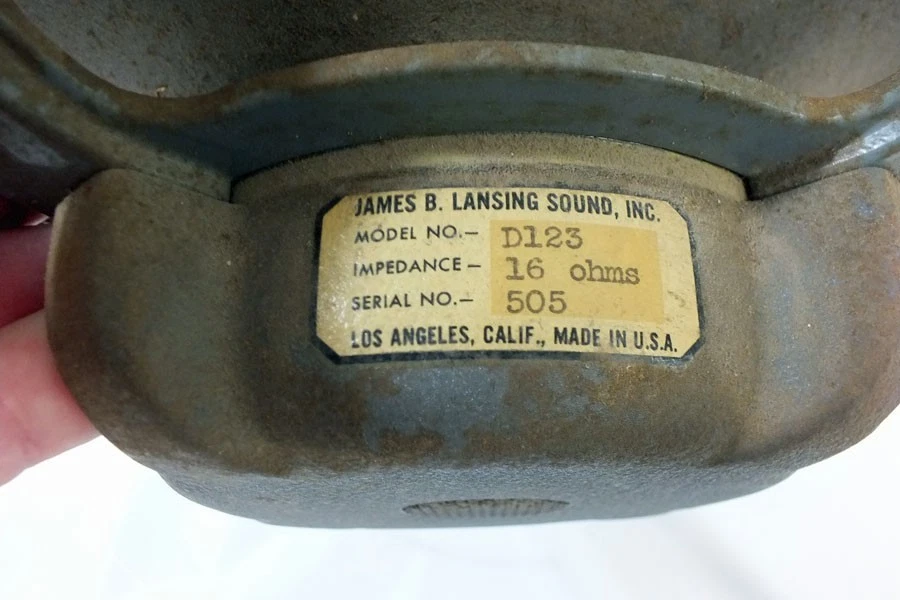 JAMES B. LANSING SOUND, INC.
MODEL NO.— D123
IMPEDANCE — 16 ohms
SERIAL NO.— 505
LOS ANGELES, CALIF., MADE IN U.S.A.